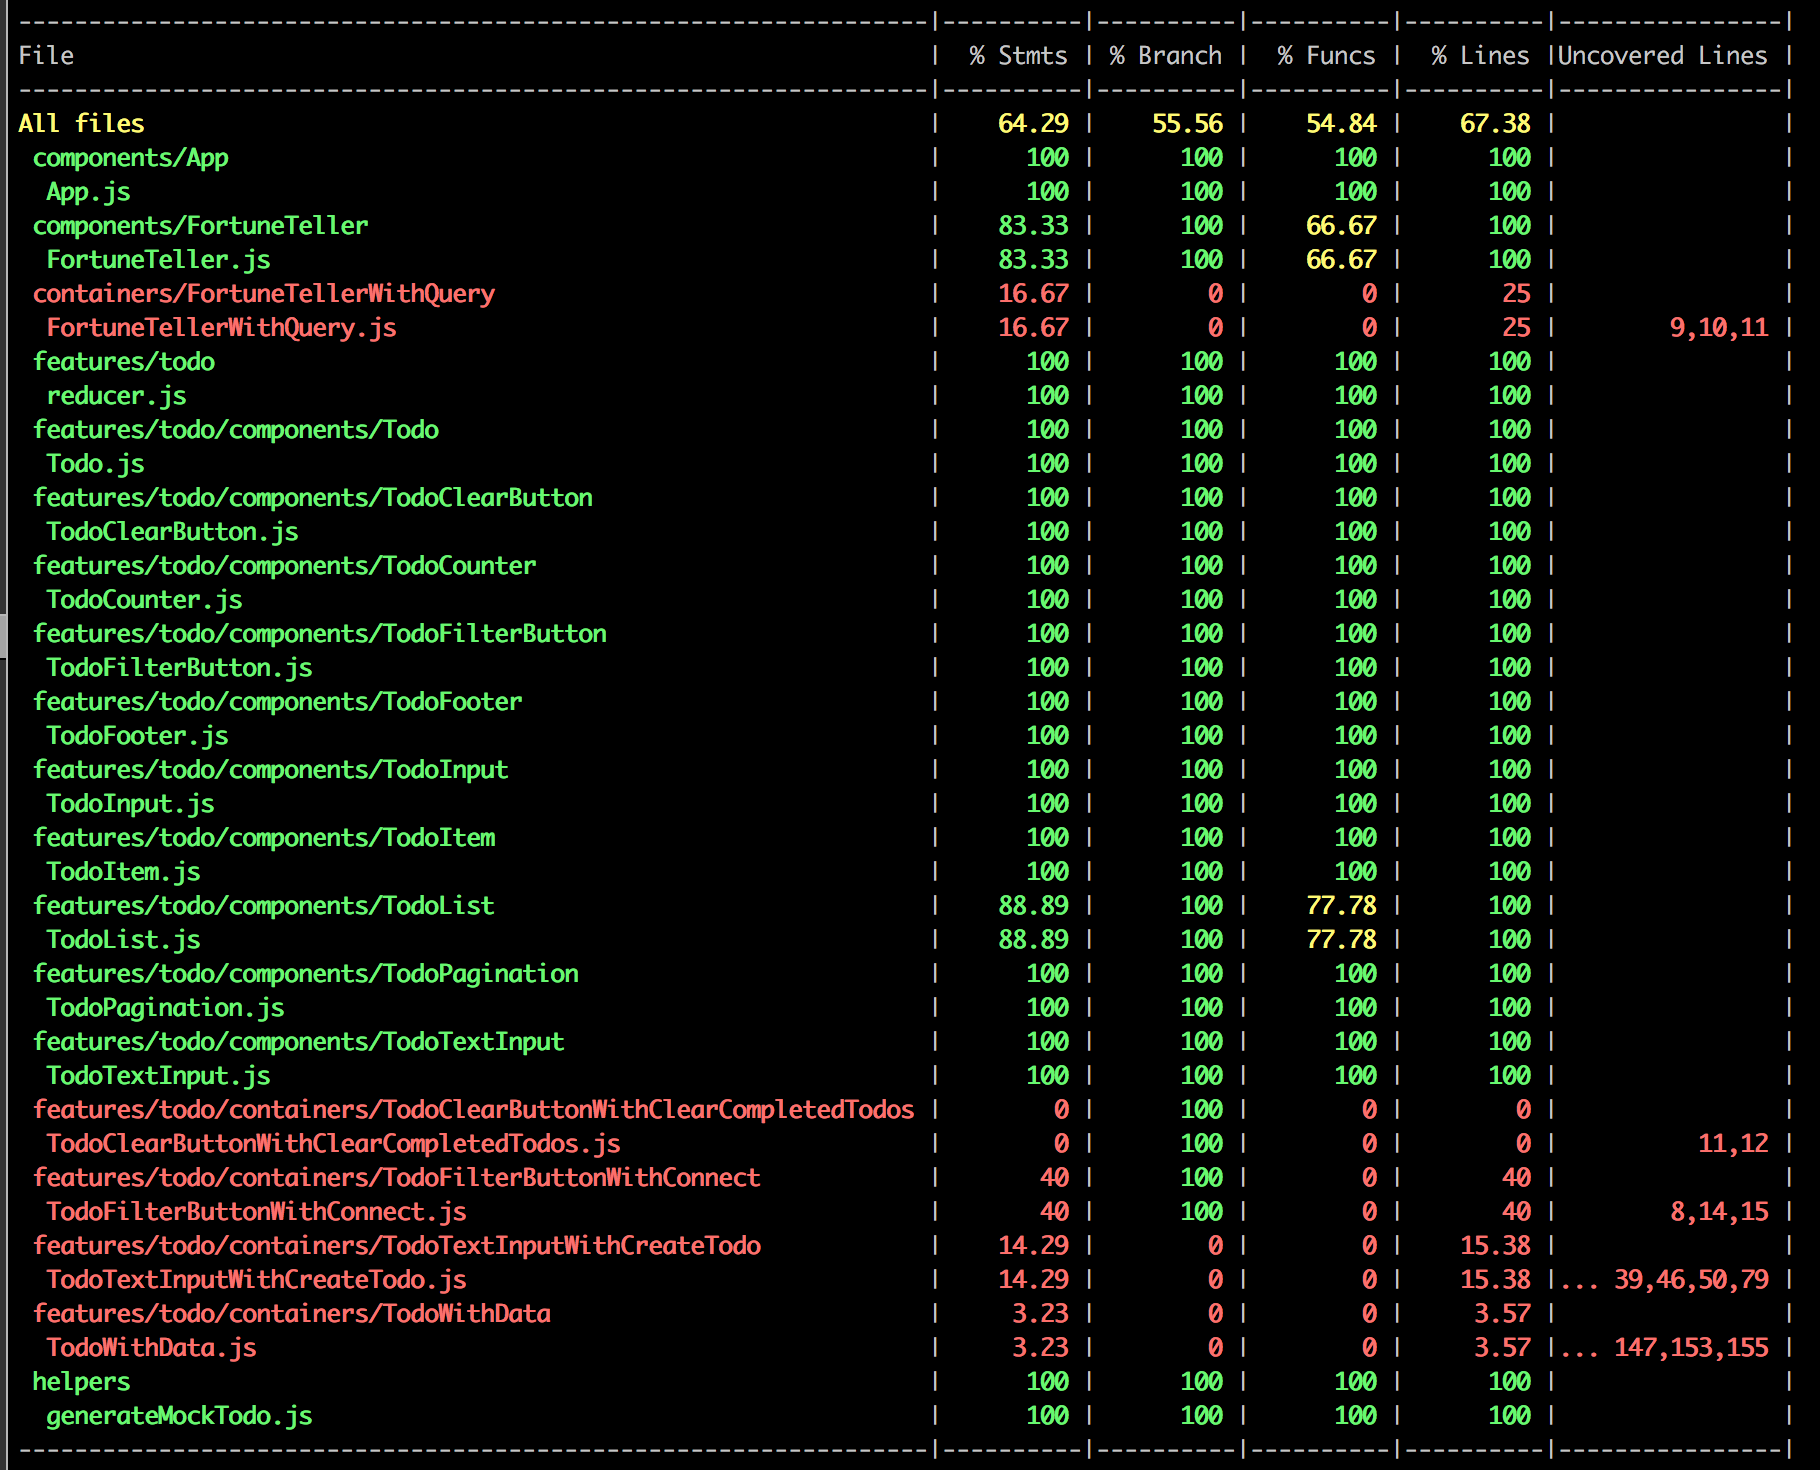 --------------------------------------------------------------------|----------|----------|----------|----------|----------------|
File | % Stmts | % Branch | % Funcs | % Lines |Uncovered Lines |
--------------------------------------------------------------------|----------|----------|----------|----------|----------------|
All files | 64.29 | 55.56 | 54.84 | 67.38 | |
components/App | 100 | 100 | 100 | 100 | |
App.js | 100 | 100 | 100 | 100 | |
components/FortuneTeller | 83.33 | 100 | 66.67 | 100 | |
FortuneTeller.js | 83.33 | 100 | 66.67 | 100 | |
containers/FortuneTellerWithQuery | 16.67 | 0 | 0 | 25 | |
FortuneTellerWithQuery.js | 16.67 | 0 | 0 | 25 | 9,10,11 |
features/todo | 100 | 100 | 100 | 100 | |
reducer.js | 100 | 100 | 100 | 100 | |
features/todo/components/Todo | 100 | 100 | 100 | 100 | |
Todo.js | 100 | 100 | 100 | 100 | |
features/todo/components/TodoClearButton | 100 | 100 | 100 | 100 | |
TodoClearButton.js | 100 | 100 | 100 | 100 | |
features/todo/components/TodoCounter | 100 | 100 | 100 | 100 | |
TodoCounter.js | 100 | 100 | 100 | 100 | |
features/todo/components/TodoFilterButton | 100 | 100 | 100 | 100 | |
TodoFilterButton.js | 100 | 100 | 100 | 100 | |
features/todo/components/TodoFooter | 100 | 100 | 100 | 100 | |
TodoFooter.js | 100 | 100 | 100 | 100 | |
features/todo/components/TodoInput | 100 | 100 | 100 | 100 | |
TodoInput.js | 100 | 100 | 100 | 100 | |
features/todo/components/TodoItem | 100 | 100 | 100 | 100 | |
TodoItem.js | 100 | 100 | 100 | 100 | |
features/todo/components/TodoList | 88.89 | 100 | 77.78 | 100 | |
TodoList.js | 88.89 | 100 | 77.78 | 100 | |
features/todo/components/TodoPagination | 100 | 100 | 100 | 100 | |
TodoPagination.js | 100 | 100 | 100 | 100 | |
features/todo/components/TodoTextInput | 100 | 100 | 100 | 100 | |
TodoTextInput.js | 100 | 100 | 100 | 100 | |
features/todo/containers/TodoClearButtonWithClearCompletedTodos | 0 | 100 | 0 | 0 | |
TodoClearButtonWithClearCompletedTodos.js | 0 | 100 | 0 | 0 | 11,12 |
features/todo/containers/TodoFilterButtonWithConnect | 40 | 100 | 0 | 40 | |
TodoFilterButtonWithConnect.js | 40 | 100 | 0 | 40 | 8,14,15 |
features/todo/containers/TodoTextInputWithCreateTodo | 14.29 | 0 | 0 | 15.38 | |
TodoTextInputWithCreateTodo.js | 14.29 | 0 | 0 | 15.38 |... 39,46,50,79 |
features/todo/containers/TodoWithData | 3.23 | 0 | 0 | 3.57 | |
TodoWithData.js | 3.23 | 0 | 0 | 3.57 |... 147,153,155 |
helpers | 100 | 100 | 100 | 100 | |
generateMockTodo.js | 100 | 100 | 100 | 100 | |
--------------------------------------------------------------------|----------|----------|----------|----------|----------------|